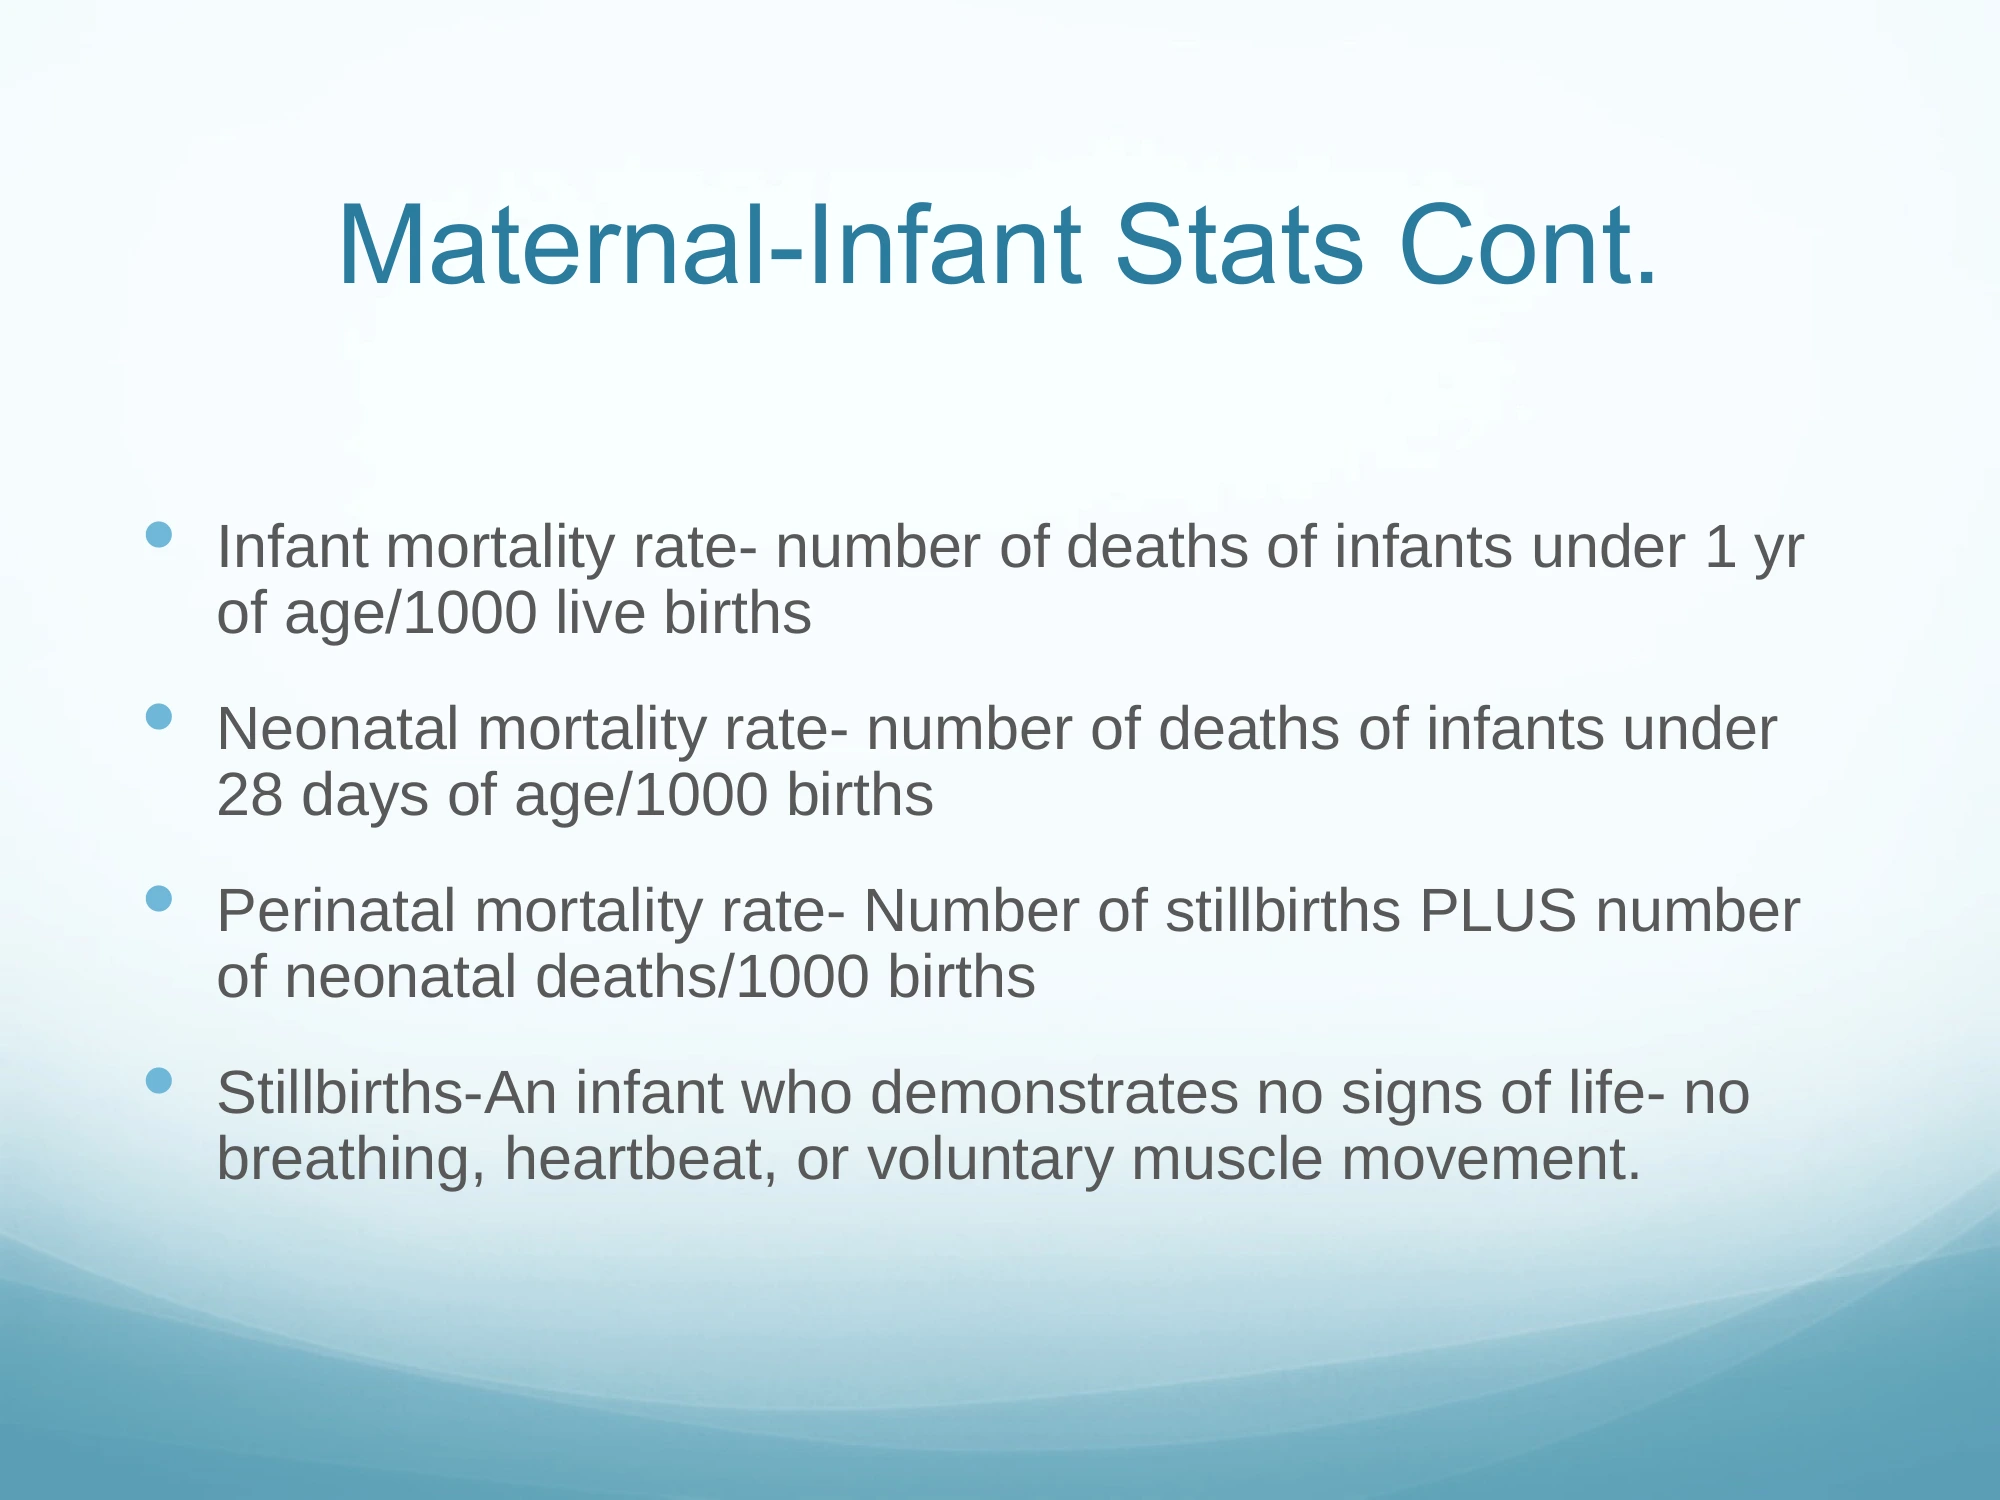 Maternal-Infant Stats Cont.
• Infant mortality rate- number of deaths of infants under 1 yr
of age/1000 live births
• Neonatal mortality rate- number of deaths of infants under
28 days of age/1000 births
• Perinatal mortality rate- Number of stillbirths PLUS number
of neonatal deaths/1000 births
• Stillbirths-An infant who demonstrates no signs of life- no
breathing, heartbeat, or voluntary muscle movement.